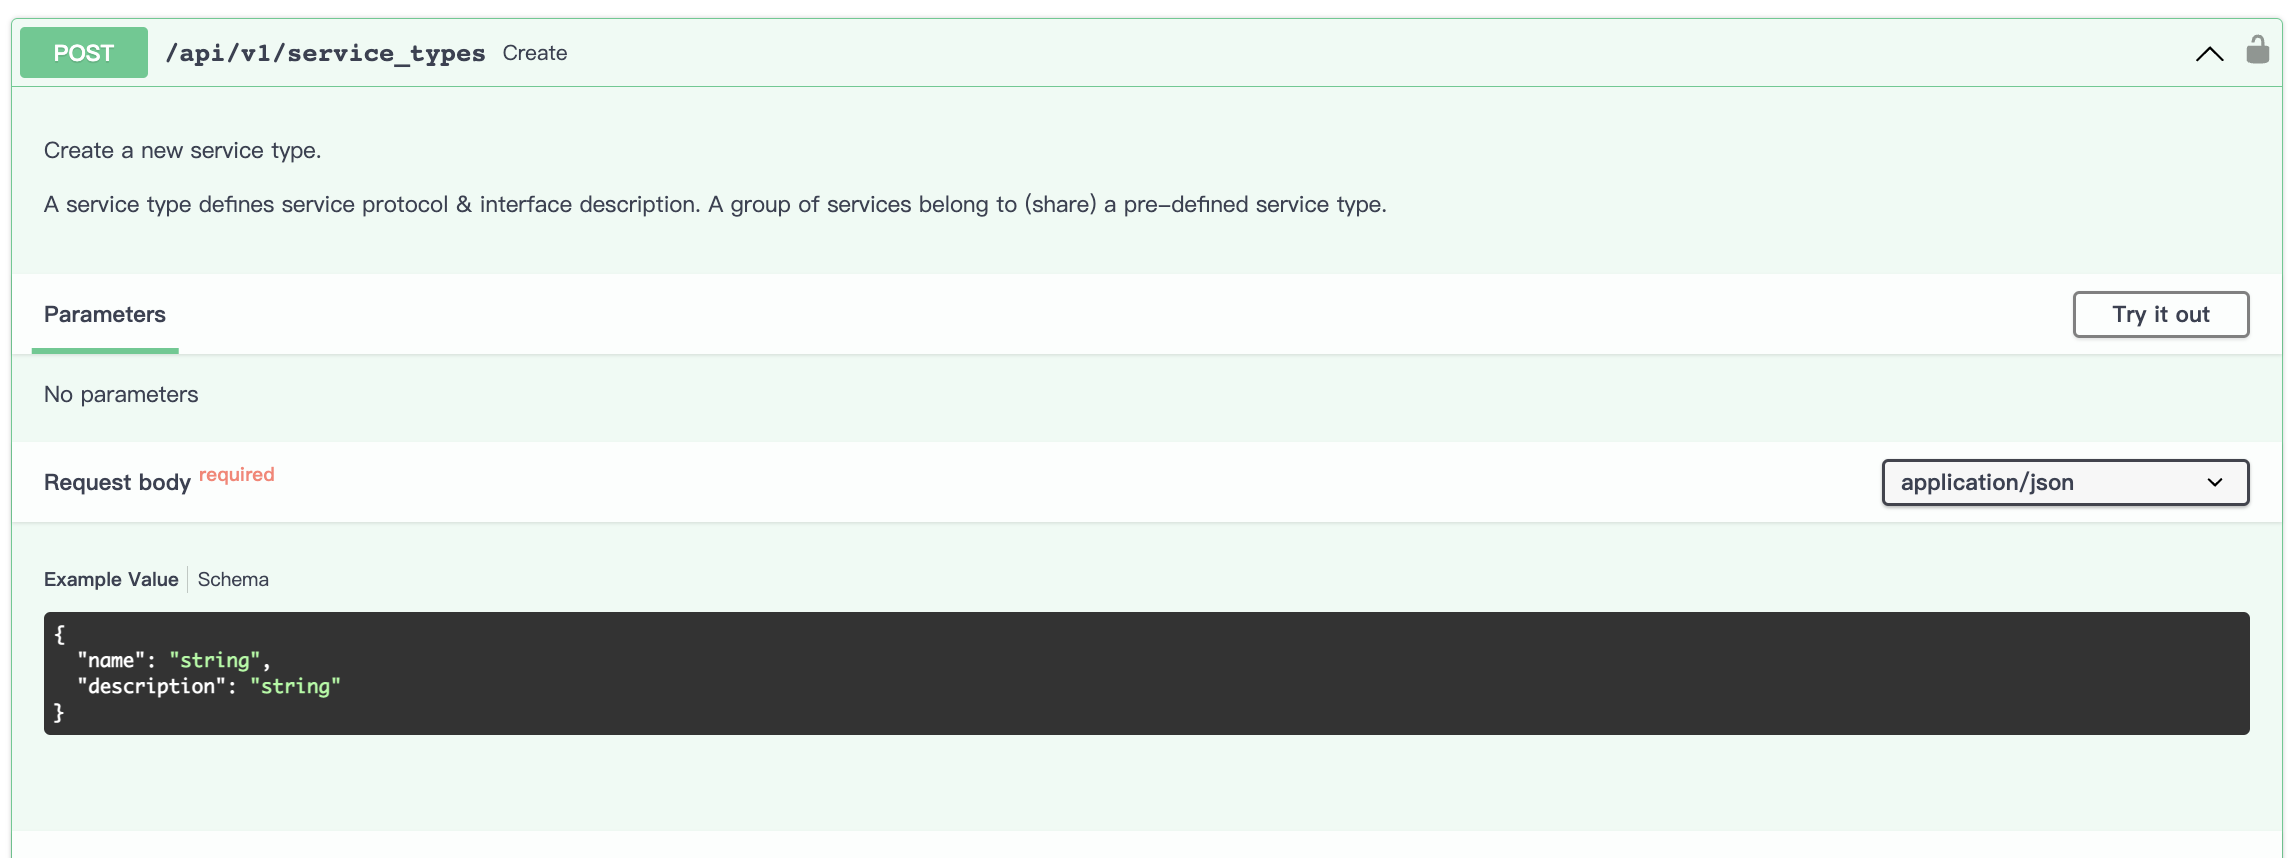 POST /api/v1/service_types Create
Create a new service type.
A service type defines service protocol & interface description. A group of services belong to (share) a pre-defined service type.
Parameters
Try it out
No parameters
Request body required
application/json
Example Value Schema
{
"name": "string",
"description": "string"
}